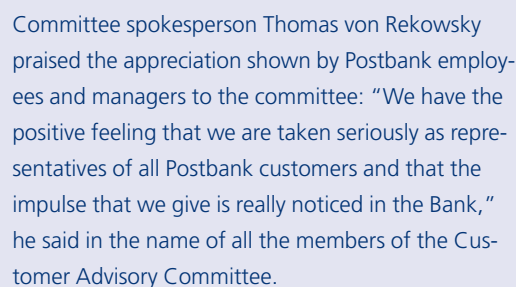 Committee spokesperson Thomas von Rekowsky
praised the appreciation shown by Postbank employ-
ees and managers to the committee: “We have the
positive feeling that we are taken seriously as repre-
sentatives of all Postbank customers and that the
impulse that we give is really noticed in the Bank,”
he said in the name of all the members of the Cus-
tomer Advisory Committee.